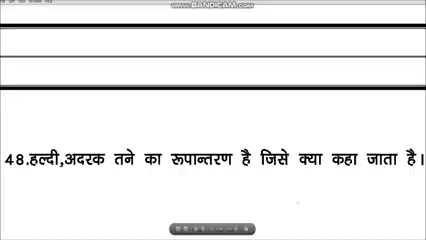 WWW.BANDICAM.COM
48.हल्दी,अदरक तने का रूपान्तरण है जिसे क्या कहा जाता है।